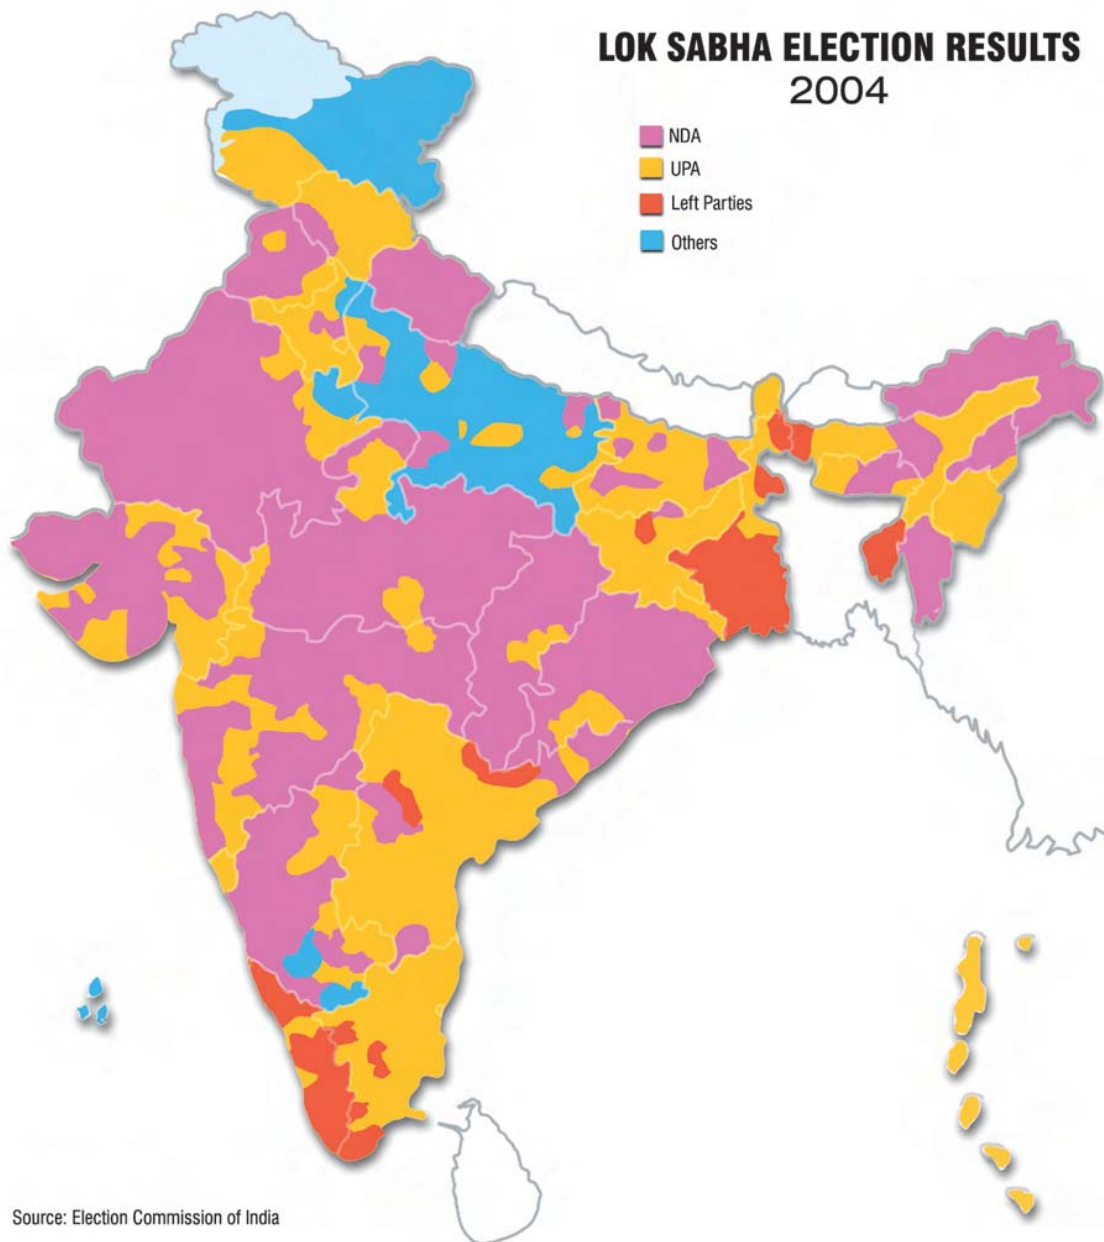 LOK SABHA ELECTION RESULTS
2004
NDA
UPA
Left Parties
Others
Source: Election Commission of India